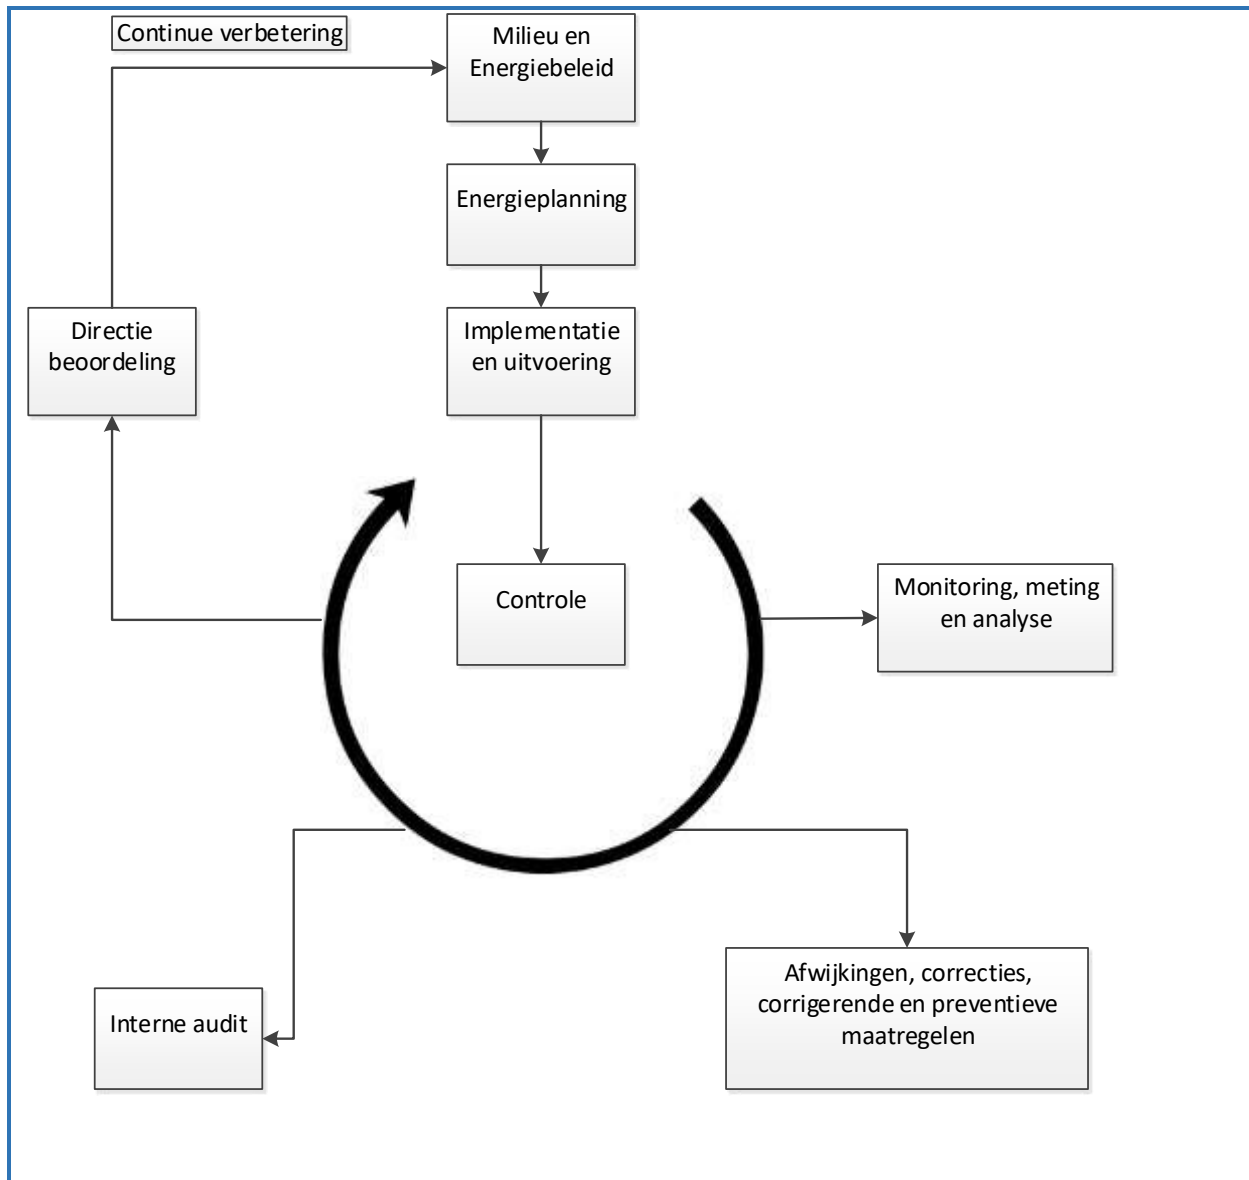 Continue verbetering
Milieu en
Energiebeleid
Energieplanning
Directie
beoordeling
Implementatie
en uitvoering
Controle
Monitoring, meting
en analyse
Interne audit
Afwijkingen, correcties,
corrigerende en preventieve
maatregelen